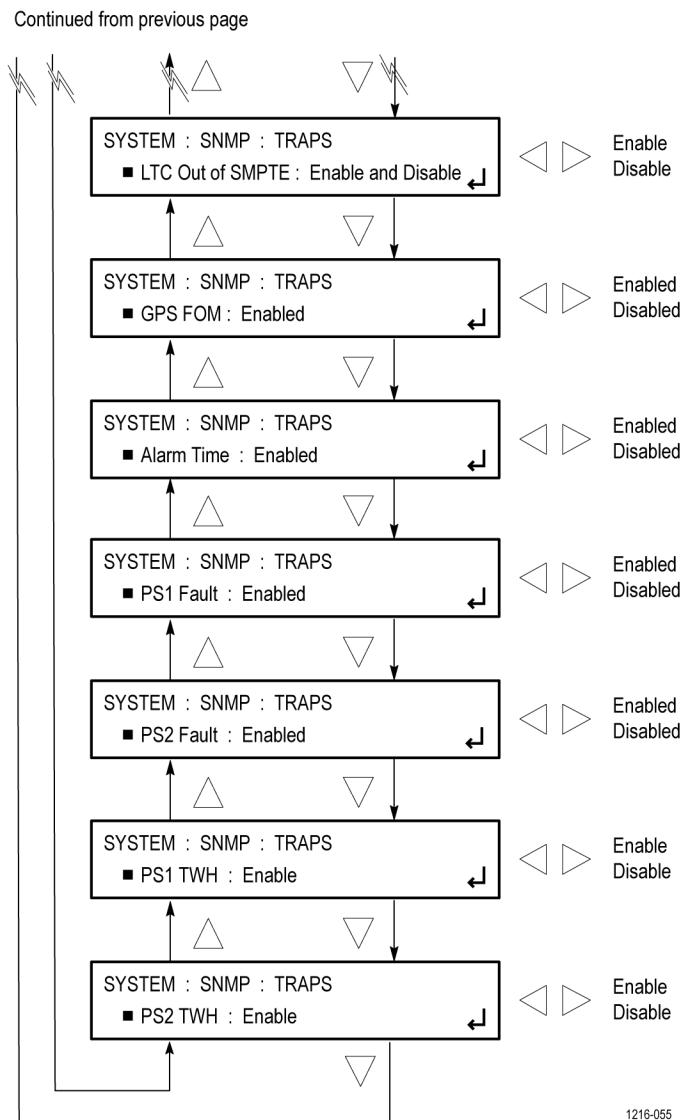 Continued from previous page
SYSTEM : SNMP : TRAPS
■ LTC Out of SMPTE : Enable and Disable
Enable
Disable
SYSTEM : SNMP : TRAPS
■ GPS FOM : Enabled
Enabled
Disabled
SYSTEM : SNMP : TRAPS
■ Alarm Time : Enabled
Enabled
Disabled
SYSTEM : SNMP : TRAPS
■ PS1 Fault : Enabled
Enabled
Disabled
SYSTEM : SNMP : TRAPS
■ PS2 Fault : Enabled
Enabled
Disabled
SYSTEM : SNMP : TRAPS
■ PS1 TWH : Enable
Enable
Disable
SYSTEM : SNMP : TRAPS
■ PS2 TWH : Enable
Enable
Disable
1216-055